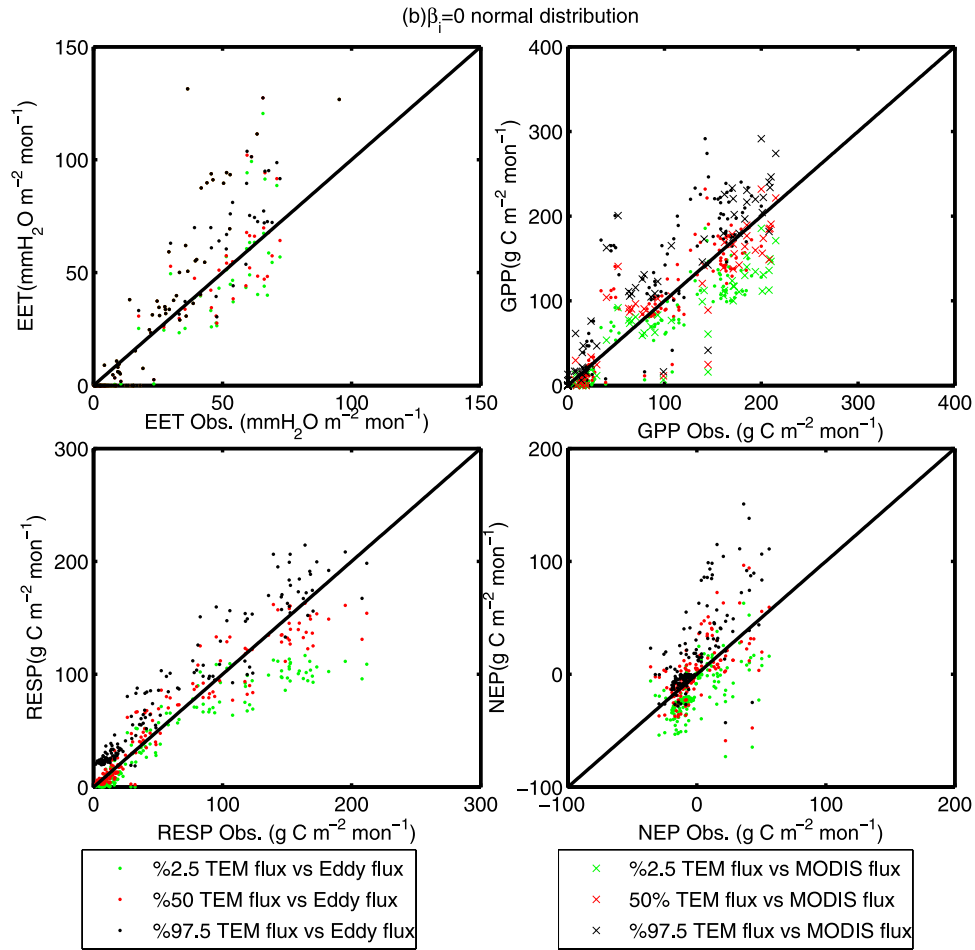 (b)βi=0 normal distribution
EET(mmH2O m−2 mon−1)
150
100
50
0
0 50 100 150
EET Obs. (mmH2O m−2 mon−1)
GPP(g C m−2 mon−1)
400
300
200
100
0
0 100 200 300 400
GPP Obs. (g C m−2 mon−1)
RESP(g C m−2 mon−1)
300
200
100
0
0 100 200 300
RESP Obs. (g C m−2 mon−1)
NEP(g C m−2 mon−1)
200
100
0
−100
−100 0 100 200
NEP Obs. (g C m−2 mon−1)
%2.5 TEM flux vs Eddy flux
%50 TEM flux vs Eddy flux
%97.5 TEM flux vs Eddy flux
%2.5 TEM flux vs MODIS flux
50% TEM flux vs MODIS flux
%97.5 TEM flux vs MODIS flux